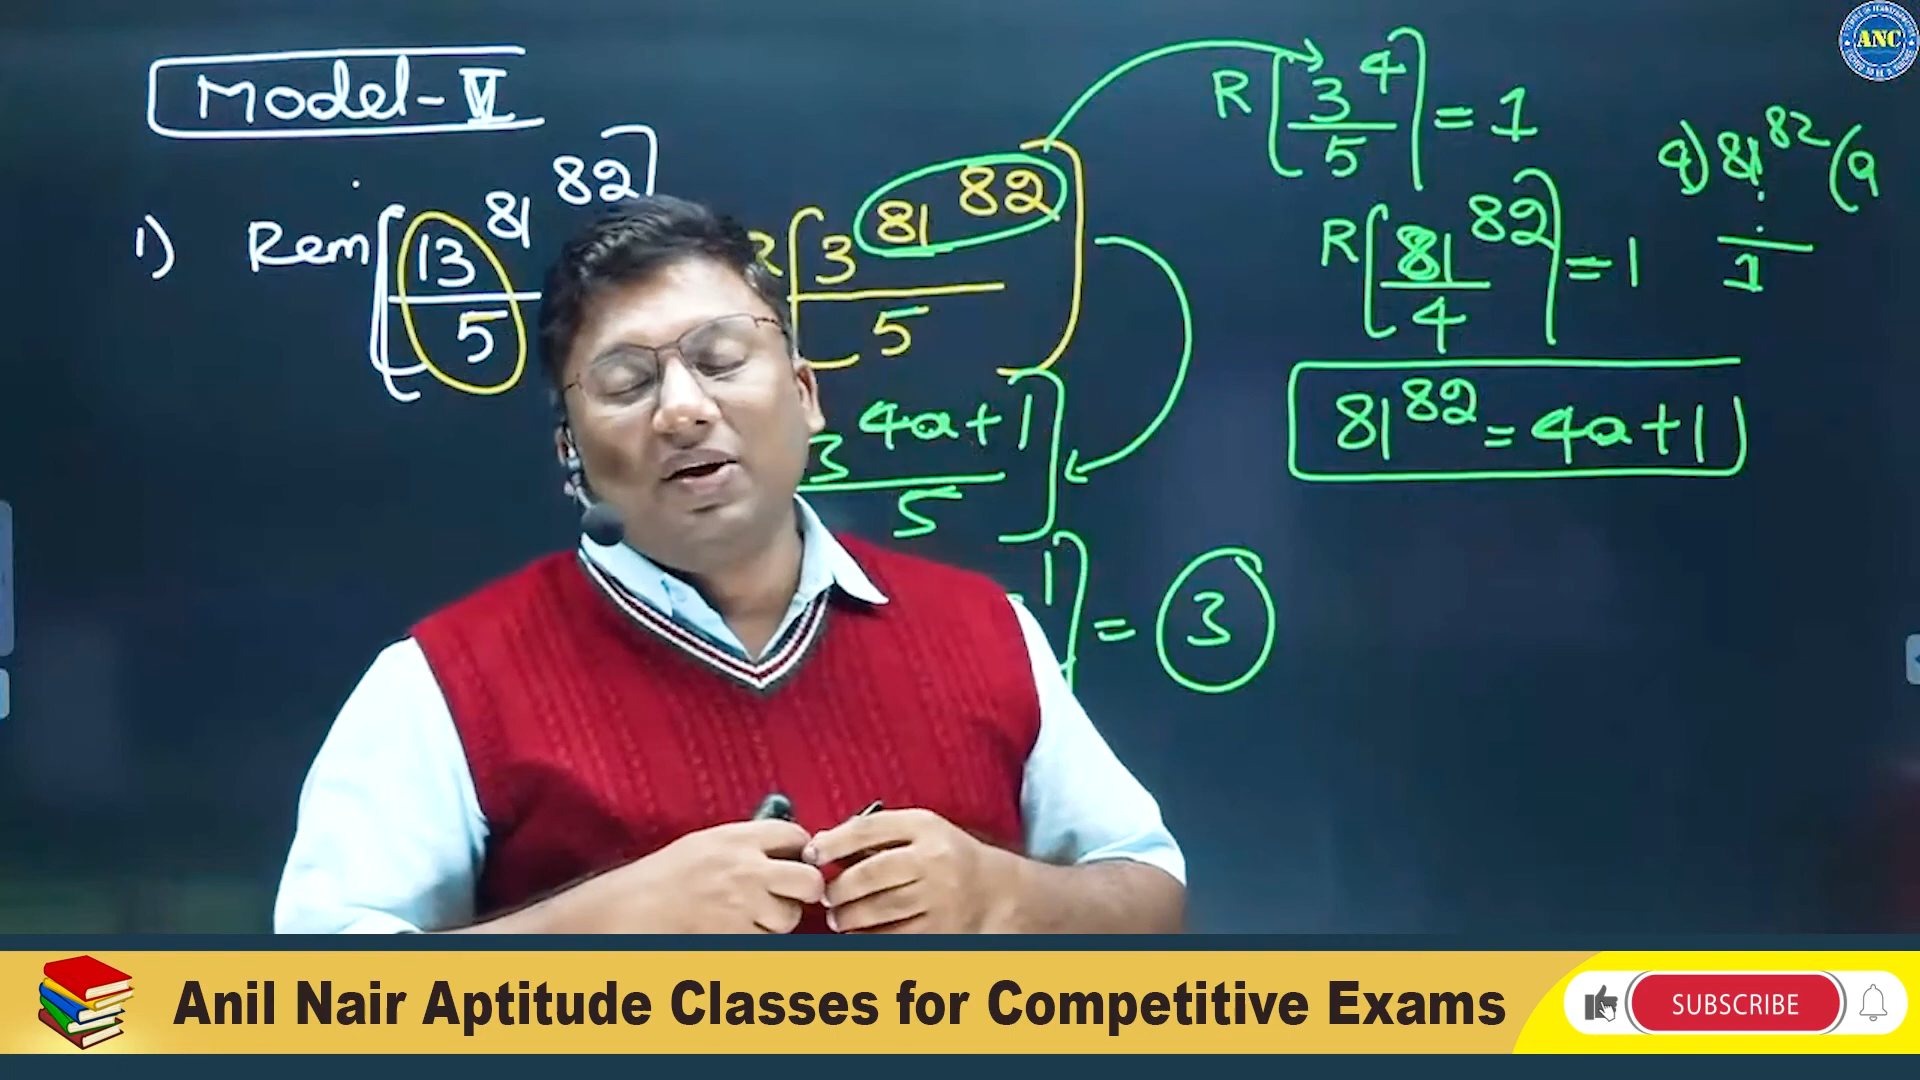 Model-VI
1) Rem[13^81^82
5
R[3^81^82]
5
3^4a+1]
5
1] = 3
R[3^4] = 1
5
R[81^82] = 1
4
81^82 = 4a+1
4)81^82(
1
ANC
Anil Nair Aptitude Classes for Competitive Exams
SUBSCRIBE